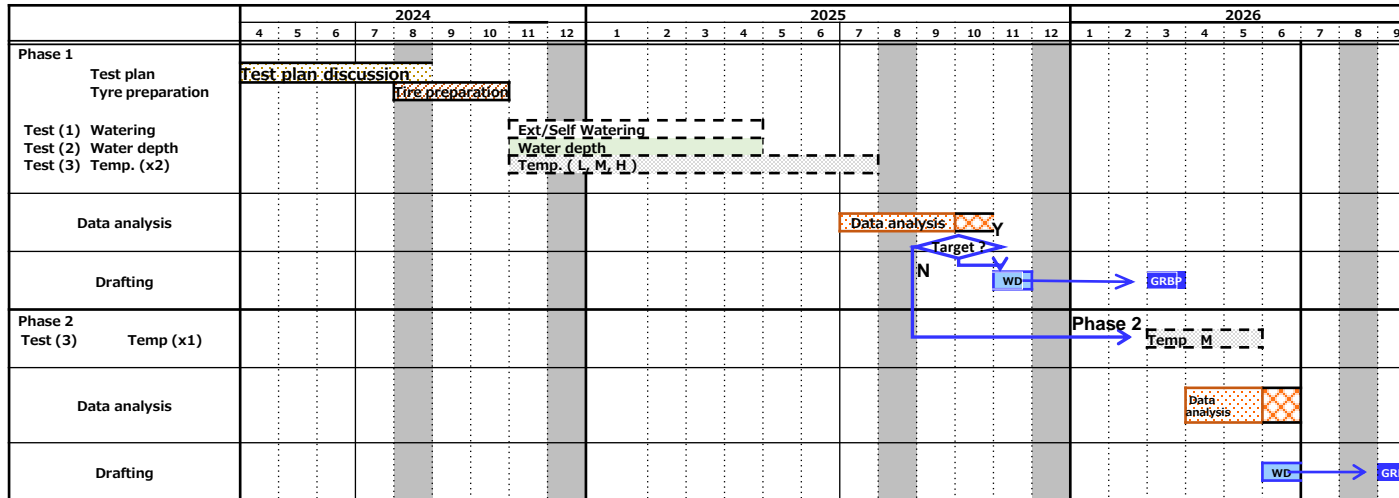 2024 2025 2026
4 5 6 7 8 9 10 11 12 1 2 3 4 5 6 7 8 9 10 11 12 1 2 3 4 5 6 7 8 9
Phase 1
Test plan Test plan discussion
Tyre preparation Tire preparation
Test (1) Watering Ext/Self Watering
Test (2) Water depth Water depth
Test (3) Temp. (x2) Temp. ( L, M, H )
Data analysis Data analysis Y
Target ?
N
Drafting WD GRBP
Phase 2 Phase 2
Test (3) Temp (x1) Temp M
Data analysis Data
analysis
Drafting WD GR